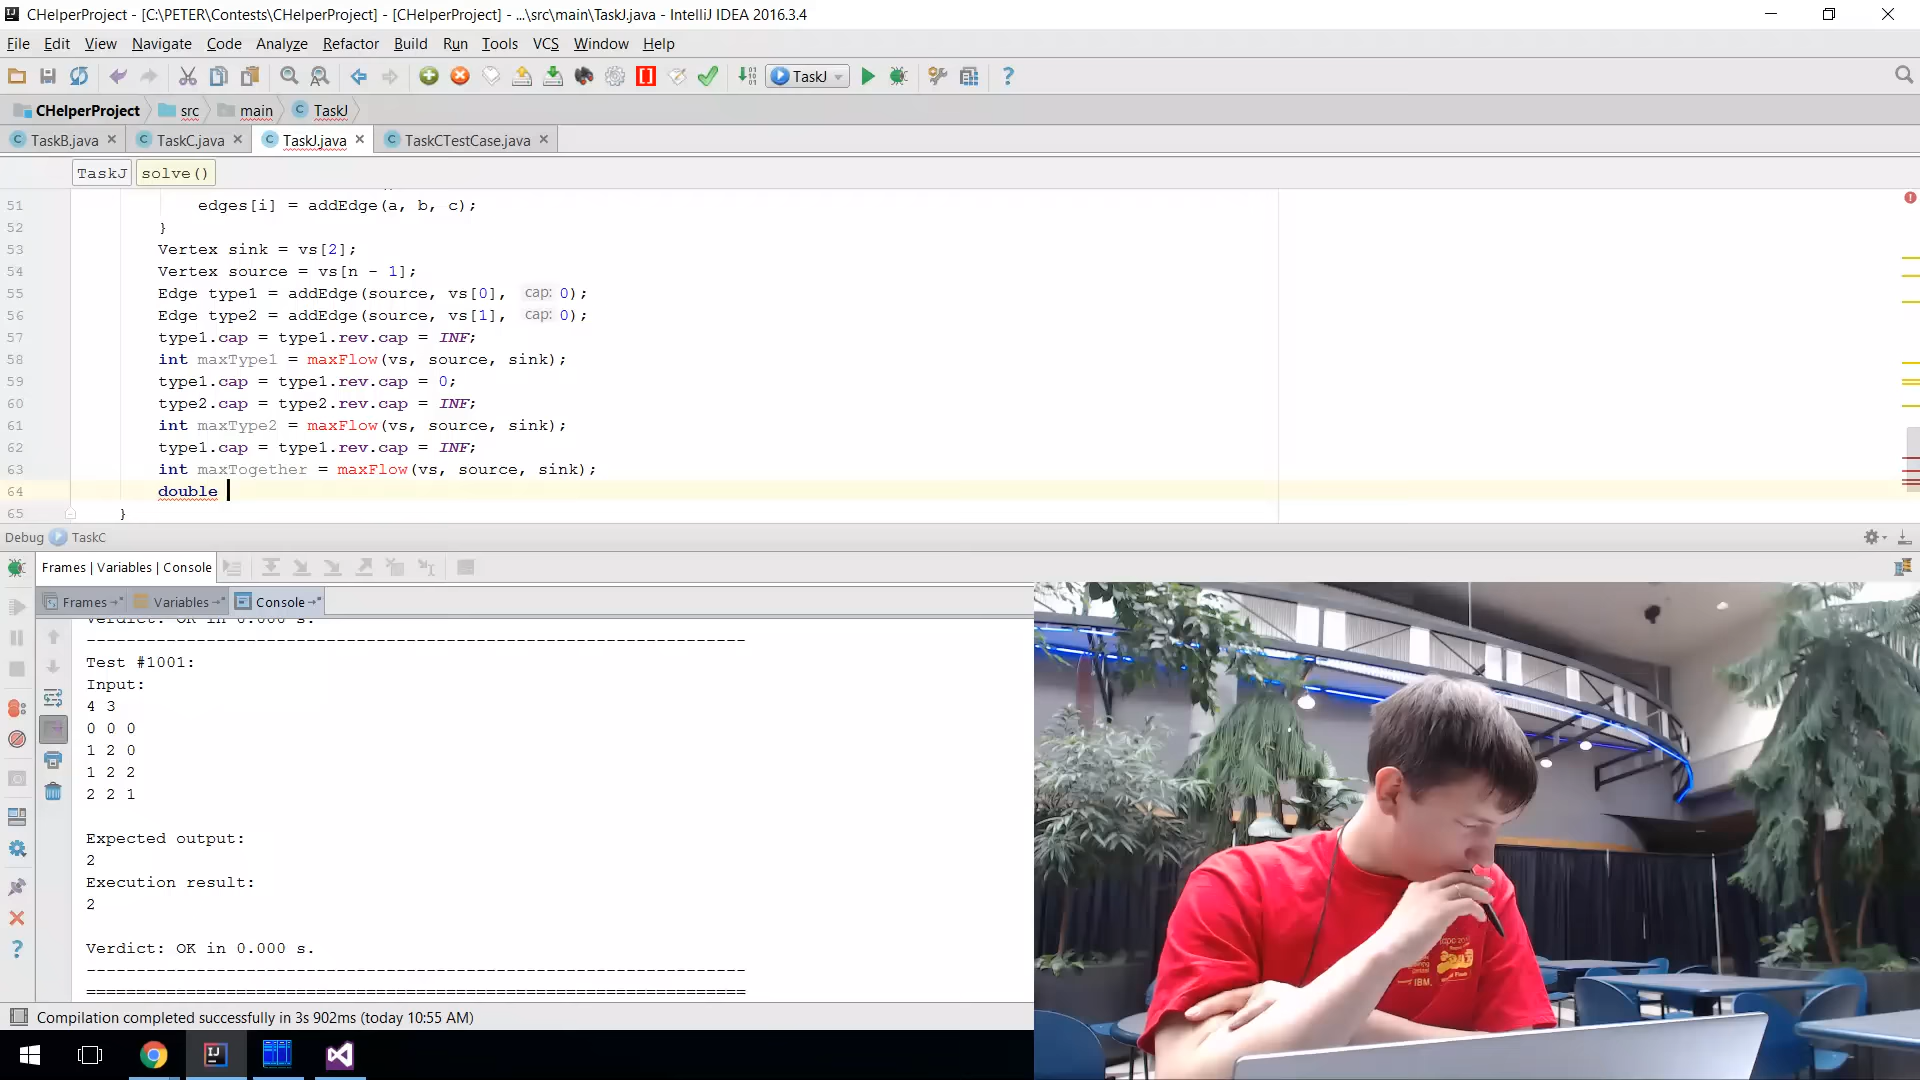 CHelperProject - [C:\PETER\Contests\CHelperProject] - [CHelperProject] - ...\src\main\TaskJ.java - IntelliJ IDEA 2016.3.4
File Edit View Navigate Code Analyze Refactor Build Run Tools VCS Window Help
TaskJ
CHelperProject src main TaskJ
TaskB.java TaskC.java TaskJ.java TaskCTestCase.java
TaskJ solve()
51 edges[i] = addEdge(a, b, c);
52 }
53 Vertex sink = vs[2];
54 Vertex source = vs[n - 1];
55 Edge type1 = addEdge(source, vs[0], cap: 0);
56 Edge type2 = addEdge(source, vs[1], cap: 0);
57 type1.cap = type1.rev.cap = INF;
58 int maxType1 = maxFlow(vs, source, sink);
59 type1.cap = type1.rev.cap = 0;
60 type2.cap = type2.rev.cap = INF;
61 int maxType2 = maxFlow(vs, source, sink);
62 type1.cap = type1.rev.cap = INF;
63 int maxTogether = maxFlow(vs, source, sink);
64 double
65 }
Debug TaskC
Frames | Variables | Console
Frames Variables Console
Verdict: OK in 0.000 s.
----------------------------------------------------------------
Test #1001:
Input:
4 3
0 0 0
1 2 0
1 2 2
2 2 1
Expected output:
2
Execution result:
2
Verdict: OK in 0.000 s.
----------------------------------------------------------------
==================================================================
Compilation completed successfully in 3s 902ms (today 10:55 AM)
IBM.